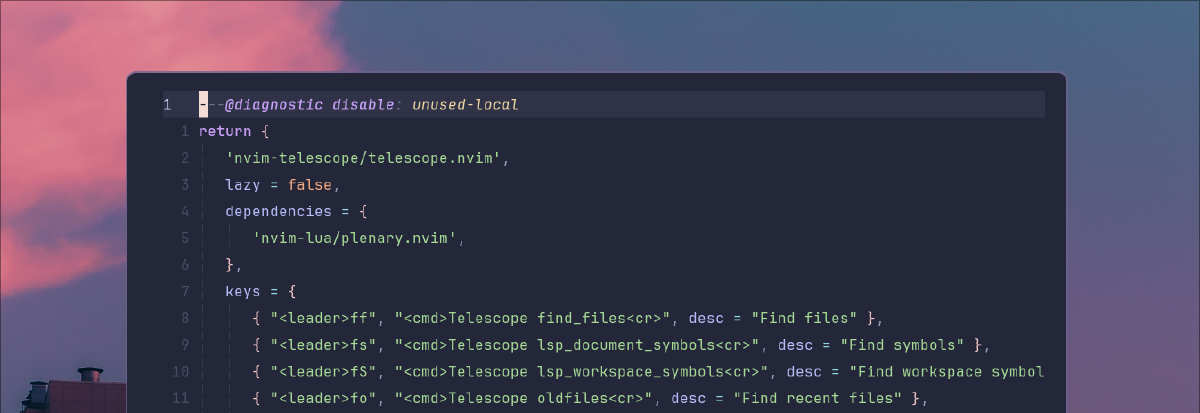 1 ---@diagnostic disable: unused-local
1 return {
2 'nvim-telescope/telescope.nvim',
3 lazy = false,
4 dependencies = {
5 'nvim-lua/plenary.nvim',
6 },
7 keys = {
8 { "<leader>ff", "<cmd>Telescope find_files<cr>", desc = "Find files" },
9 { "<leader>fs", "<cmd>Telescope lsp_document_symbols<cr>", desc = "Find symbols" },
10 { "<leader>fS", "<cmd>Telescope lsp_workspace_symbols<cr>", desc = "Find workspace symbol
11 { "<leader>fo", "<cmd>Telescope oldfiles<cr>", desc = "Find recent files" },